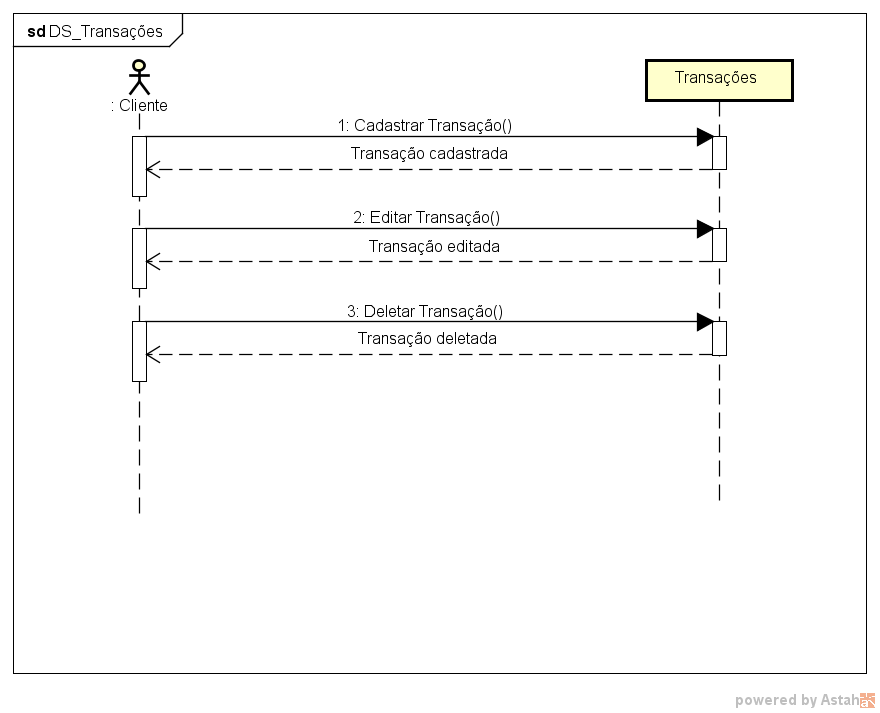 sd DS_Transações
: Cliente
Transações
1: Cadastrar Transação()
Transação cadastrada
2: Editar Transação()
Transação editada
3: Deletar Transação()
Transação deletada
powered by Astah